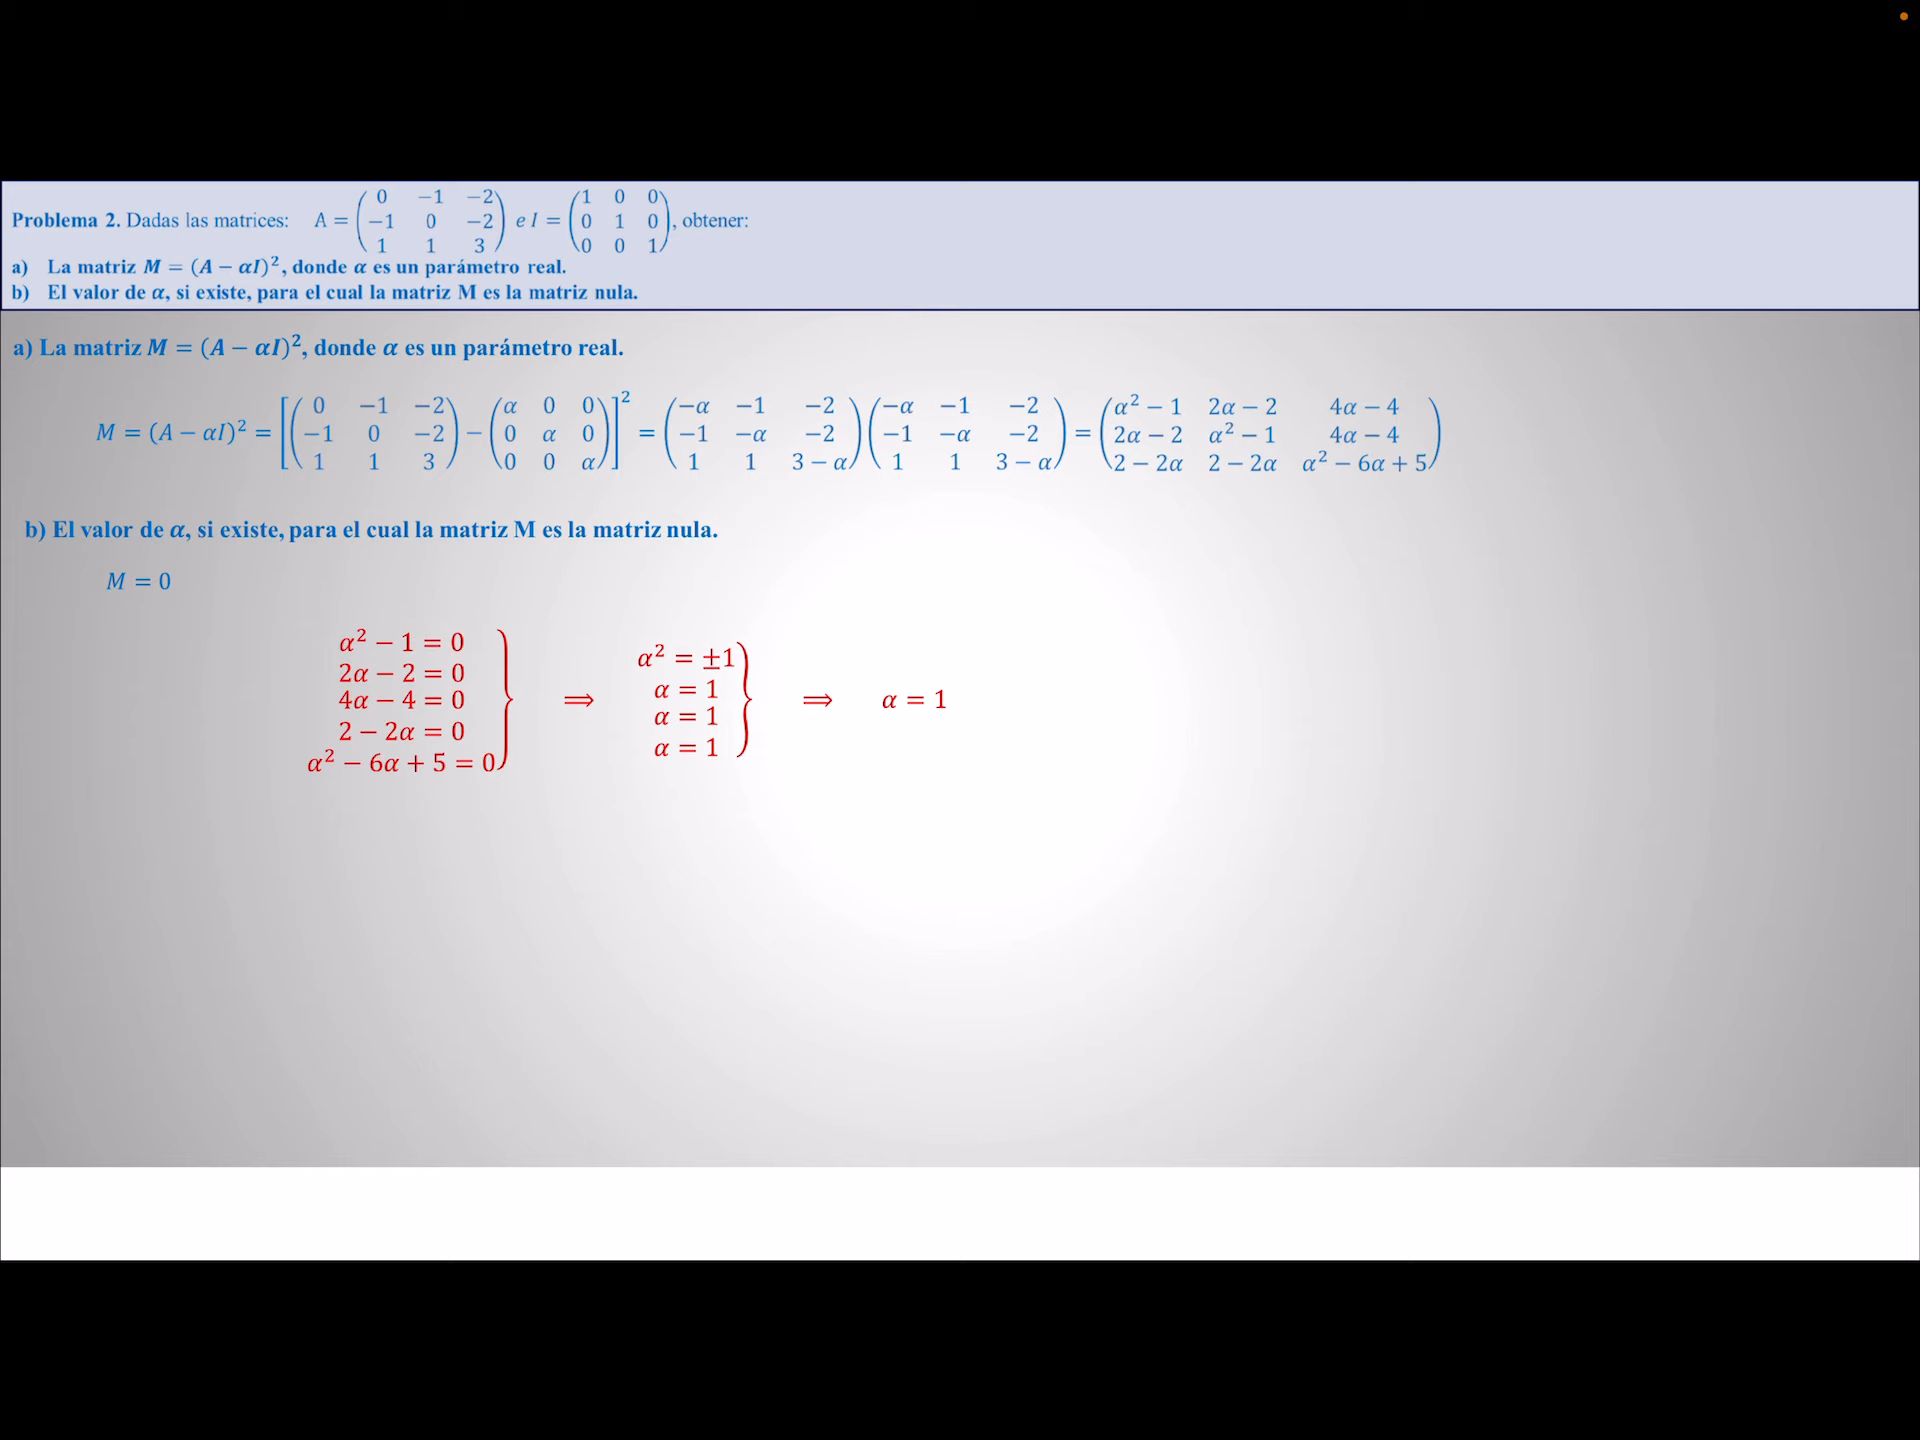 Problema 2. Dadas las matrices: A = ( 0 −1 −2 ; −1 0 −2 ; 1 1 3 ) e I = ( 1 0 0 ; 0 1 0 ; 0 0 1 ), obtener:
a) La matriz M = (A − αI)², donde α es un parámetro real.
b) El valor de α, si existe, para el cual la matriz M es la matriz nula.
a) La matriz M = (A − αI)², donde α es un parámetro real.
M = (A − αI)² = [( 0 −1 −2 ; −1 0 −2 ; 1 1 3 ) − ( α 0 0 ; 0 α 0 ; 0 0 α )]² = ( −α −1 −2 ; −1 −α −2 ; 1 1 3 − α )( −α −1 −2 ; −1 −α −2 ; 1 1 3 − α ) = ( α² − 1 2α − 2 4α − 4 ; 2α − 2 α² − 1 4α − 4 ; 2 − 2α 2 − 2α α² − 6α + 5 )
b) El valor de α, si existe, para el cual la matriz M es la matriz nula.
M = 0
α² − 1 = 0
2α − 2 = 0
4α − 4 = 0
2 − 2α = 0
α² − 6α + 5 = 0
⟹
α² = ±1
α = 1
α = 1
α = 1
⟹ α = 1